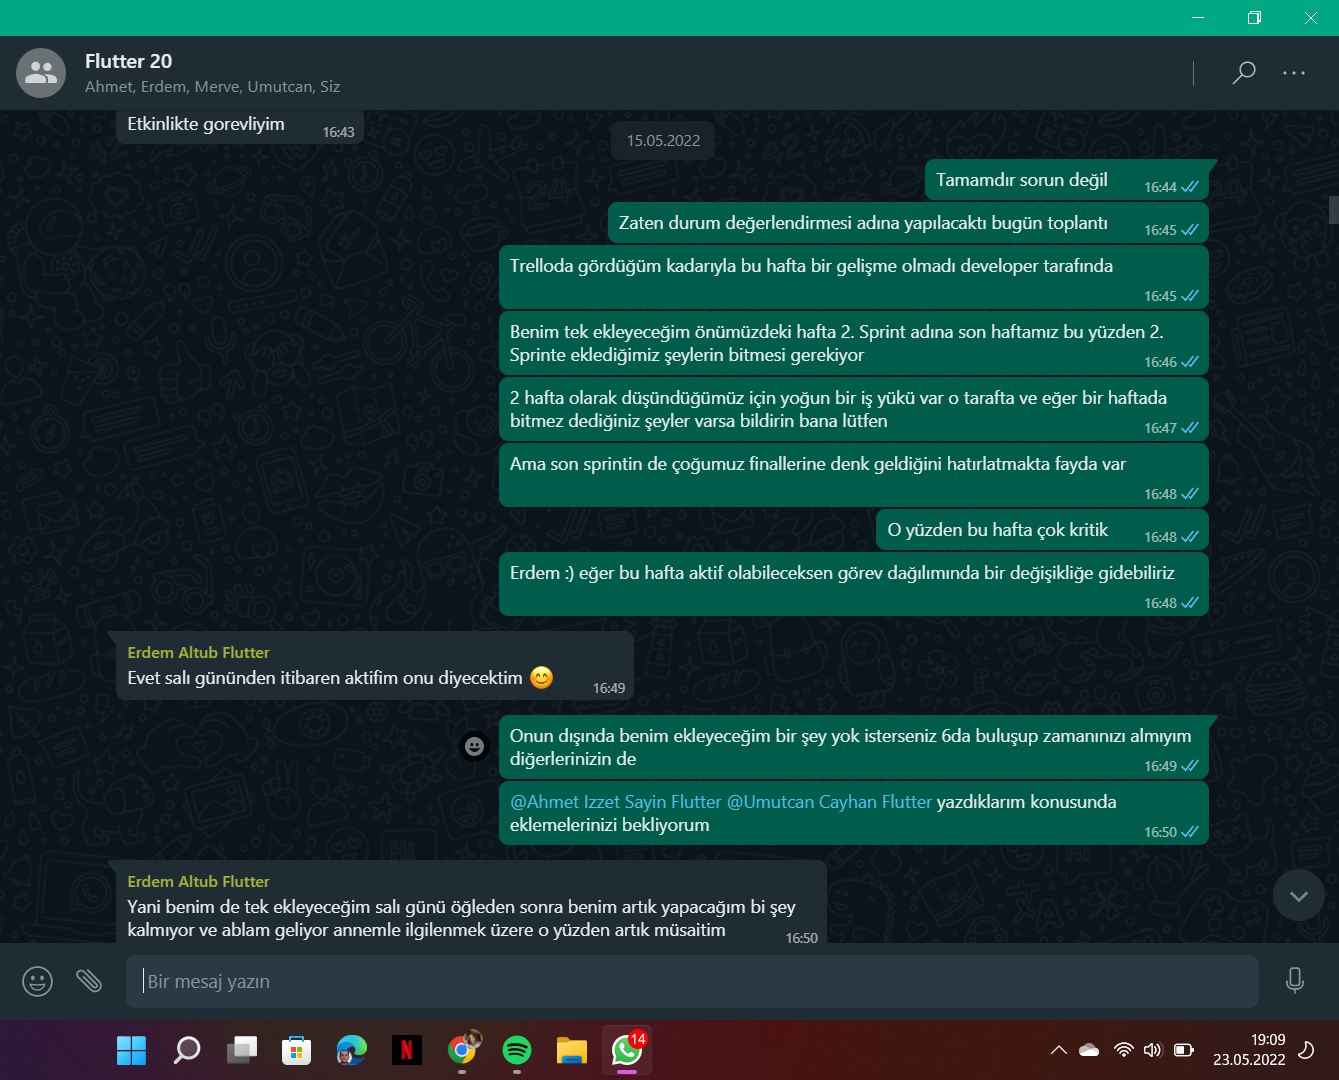 Flutter 20
Ahmet, Erdem, Merve, Umutcan, Siz
Etkinlikte gorevliyim
16:43
15.05.2022
Tamamdır sorun değil
16:44
Zaten durum değerlendirmesi adına yapılacaktı bugün toplantı
16:45
Trelloda gördüğüm kadarıyla bu hafta bir gelişme olmadı developer tarafında
16:45
Benim tek ekleyeceğim önümüzdeki hafta 2. Sprint adına son haftamız bu yüzden 2.
Sprinte eklediğimiz şeylerin bitmesi gerekiyor
16:46
2 hafta olarak düşündüğümüz için yoğun bir iş yükü var o tarafta ve eğer bir haftada
bitmez dediğiniz şeyler varsa bildirin bana lütfen
16:47
Ama son sprintin de çoğumuz finallerine denk geldiğini hatırlatmakta fayda var
16:48
O yüzden bu hafta çok kritik
16:48
Erdem :) eğer bu hafta aktif olabileceksen görev dağılımında bir değişikliğe gidebiliriz
16:48
Erdem Altub Flutter
Evet salı gününden itibaren aktifim onu diyecektim 😊
16:49
Onun dışında benim ekleyeceğim bir şey yok isterseniz 6da buluşup zamanınızı almıyım
diğerlerinizin de
16:49
@Ahmet Izzet Sayin Flutter @Umutcan Cayhan Flutter yazdıklarım konusunda
eklemelerinizi bekliyorum
16:50
Erdem Altub Flutter
Yani benim de tek ekleyeceğim salı günü öğleden sonra benim artık yapacağım bi şey
kalmıyor ve ablam geliyor annemle ilgilenmek üzere o yüzden artık müsaitim
16:50
Bir mesaj yazın
N
14
19:09
23.05.2022